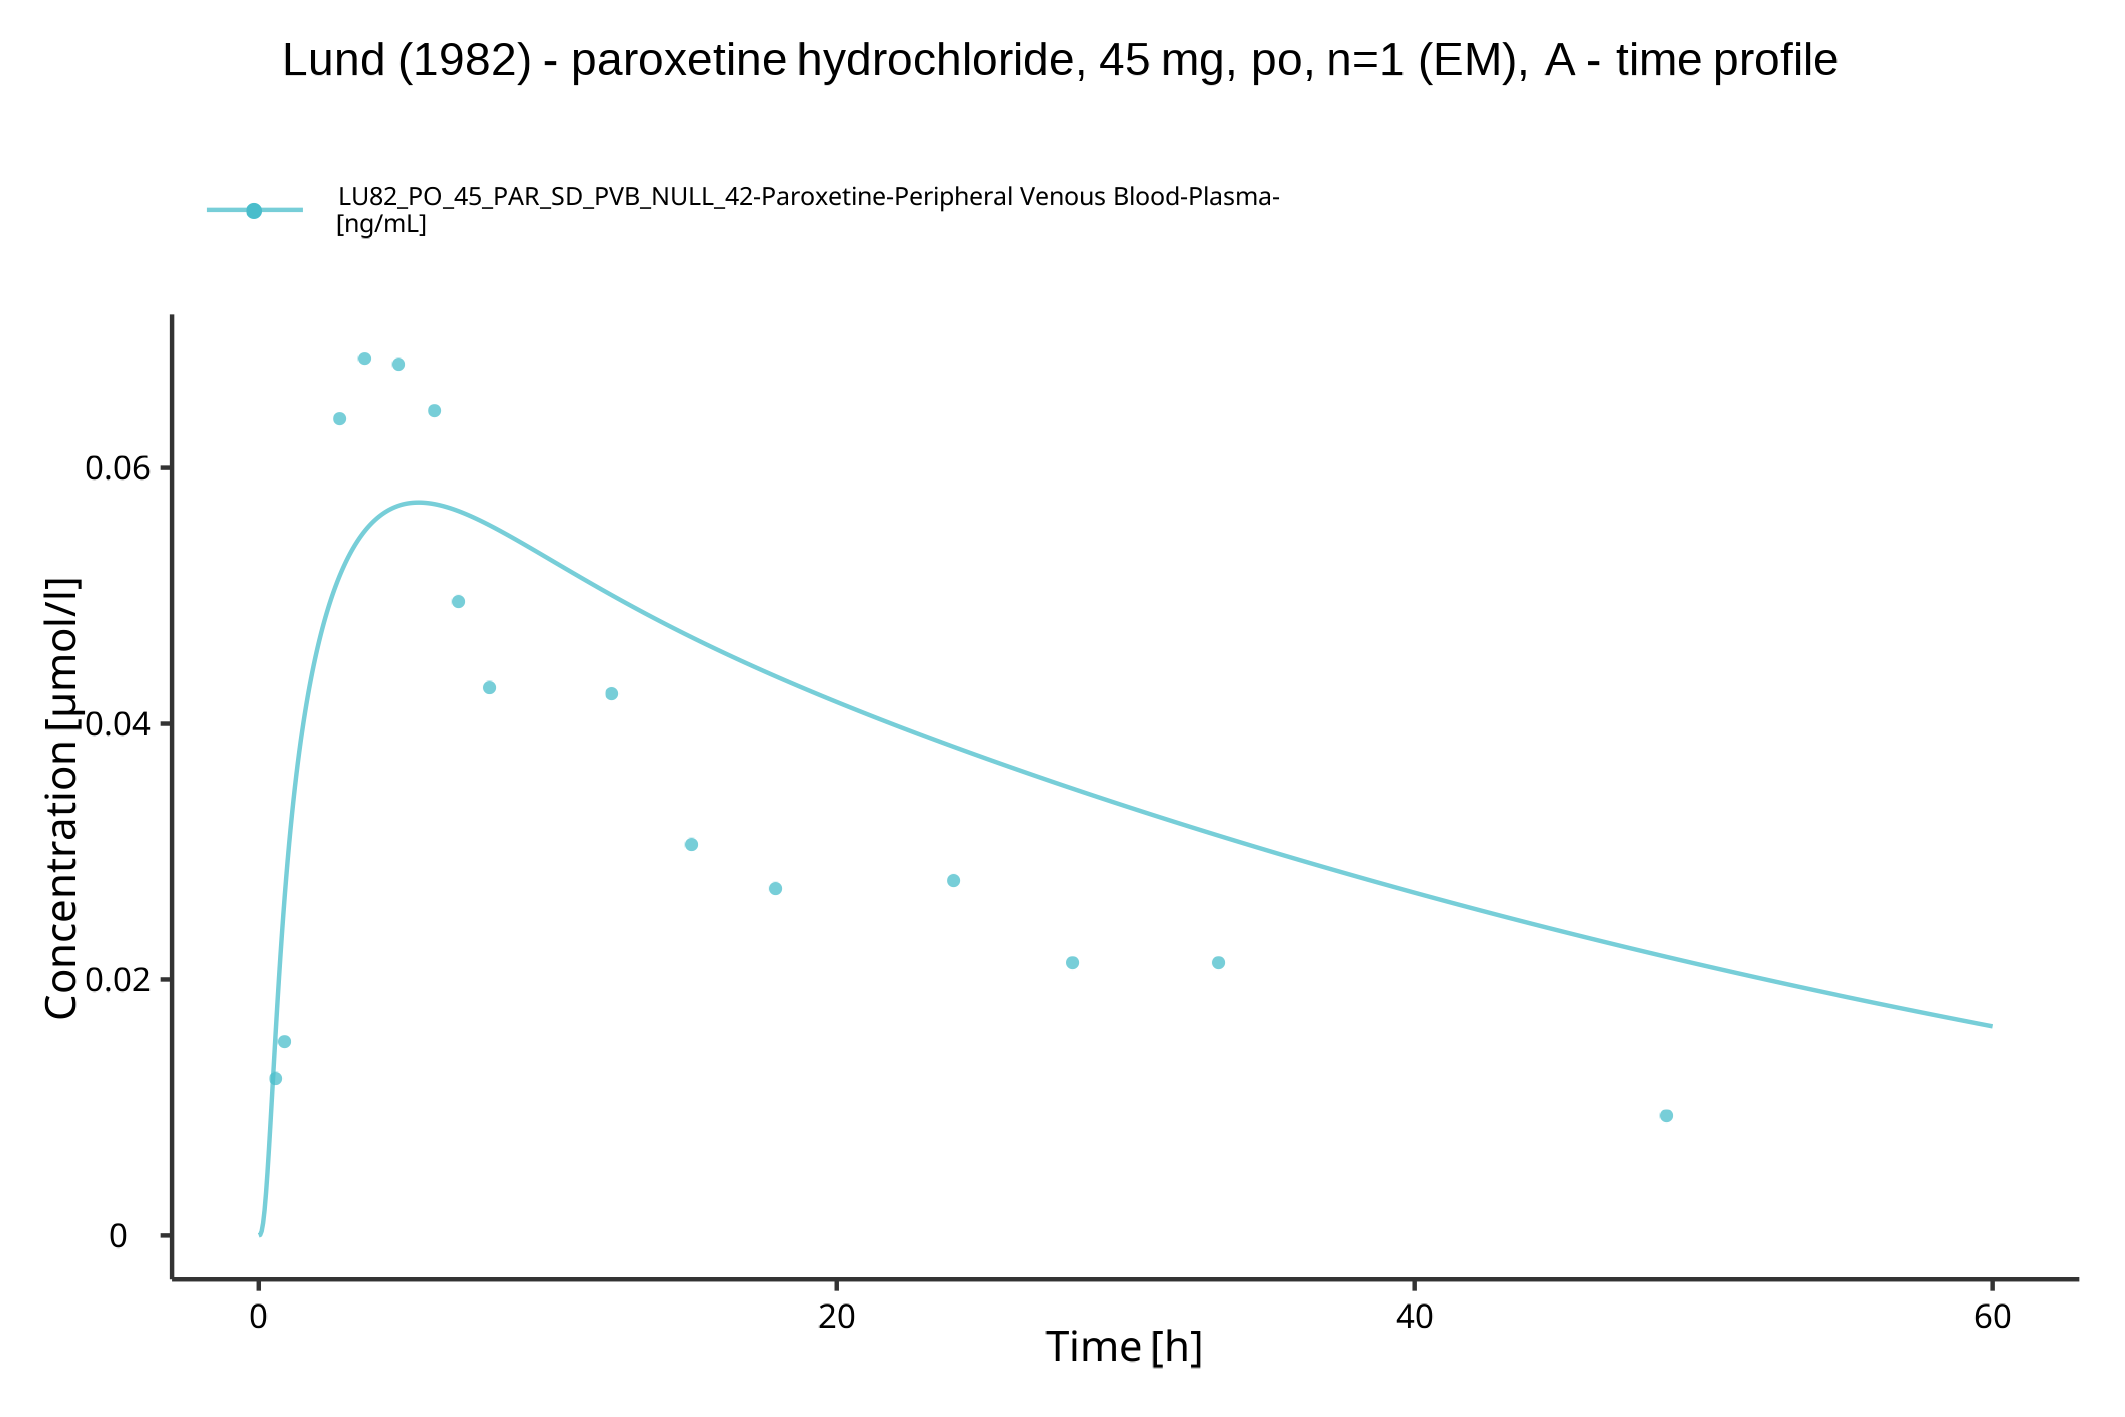 Lund (1982) - paroxetine hydrochloride, 45 mg, po, n=1 (EM), A - time profile
LU82_PO_45_PAR_SD_PVB_NULL_42-Paroxetine-Peripheral Venous Blood-Plasma-
[ng/mL]
Concentration [µmol/l]
0.06
0.04
0.02
0
0 20 40 60
Time [h]